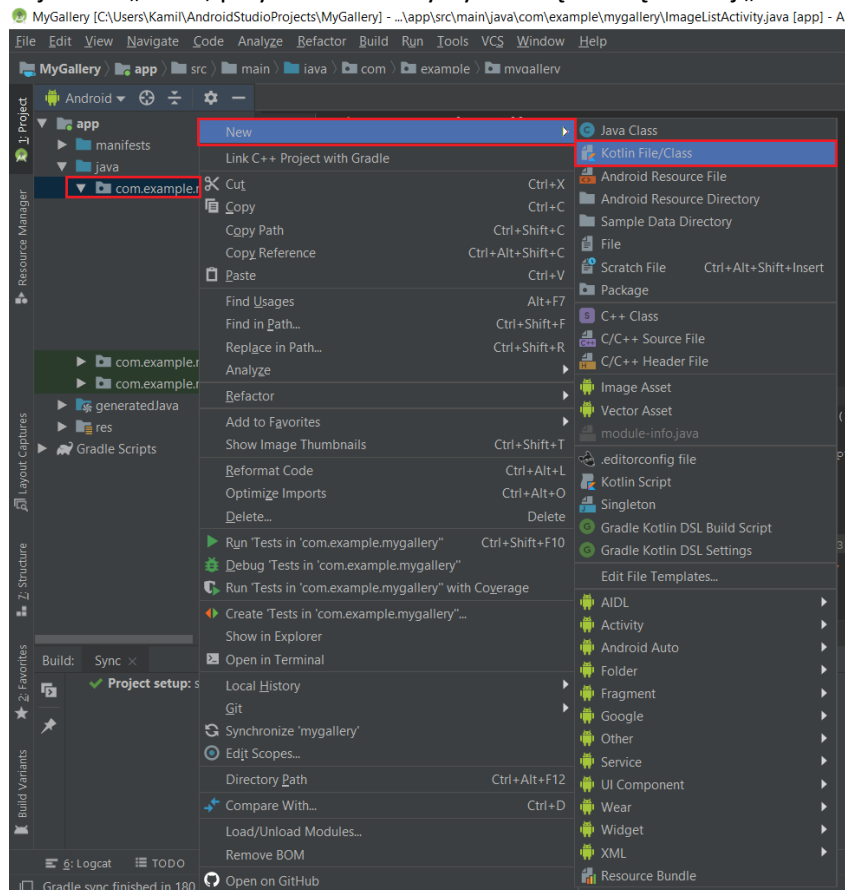 MyGallery [C:\Users\Kamil\AndroidStudioProjects\MyGallery] - ...\app\src\main\java\com\example\mygallery\ImageListActivity.java [app] - A
File Edit View Navigate Code Analyze Refactor Build Run Tools VCS Window Help
MyGallery app src main java com example mygallery
Android
1: Project
Resource Manager
Layout Captures
Z: Structure
2: Favorites
Build Variants
app
manifests
java
com.example.r
com.example.r
com.example.r
generatedJava
res
Gradle Scripts
Build: Sync
Project setup: s
6: Logcat TODO
Gradle sync finished in 180
New
Link C++ Project with Gradle
Cut Ctrl+X
Copy Ctrl+C
Copy Path Ctrl+Shift+C
Copy Reference Ctrl+Alt+Shift+C
Paste Ctrl+V
Find Usages Alt+F7
Find in Path... Ctrl+Shift+F
Replace in Path... Ctrl+Shift+R
Analyze
Refactor
Add to Favorites
Show Image Thumbnails Ctrl+Shift+T
Reformat Code Ctrl+Alt+L
Optimize Imports Ctrl+Alt+O
Delete... Delete
Run 'Tests in 'com.example.mygallery'' Ctrl+Shift+F10
Debug 'Tests in 'com.example.mygallery''
Run 'Tests in 'com.example.mygallery'' with Coverage
Create 'Tests in 'com.example.mygallery''...
Show in Explorer
Open in Terminal
Local History
Git
Synchronize 'mygallery'
Edit Scopes...
Directory Path Ctrl+Alt+F12
Compare With... Ctrl+D
Load/Unload Modules...
Remove BOM
Open on GitHub
Java Class
Kotlin File/Class
Android Resource File
Android Resource Directory
Sample Data Directory
File
Scratch File Ctrl+Alt+Shift+Insert
Package
C++ Class
C/C++ Source File
C/C++ Header File
Image Asset
Vector Asset
module-info.java
.editorconfig file
Kotlin Script
Singleton
Gradle Kotlin DSL Build Script
Gradle Kotlin DSL Settings
Edit File Templates...
AIDL
Activity
Android Auto
Folder
Fragment
Google
Other
Service
UI Component
Wear
Widget
XML
Resource Bundle